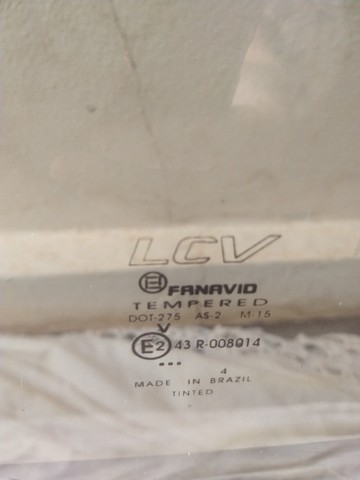 LCV
FANAVID
TEMPERED
DOT-275 AS-2 M-15
V
E2 43 R-008014
...
4
MADE IN BRAZIL
TINTED